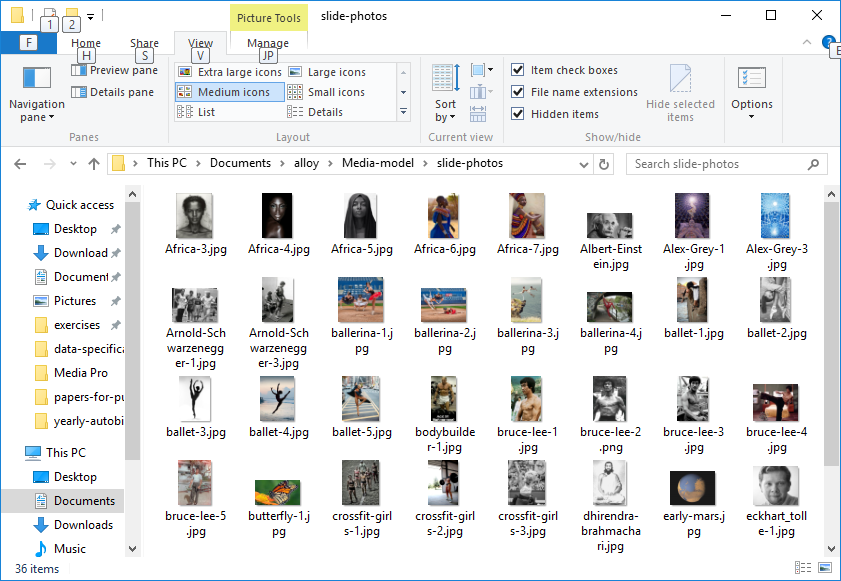 Picture Tools
slide-photos
1
2
F
Home
Share
View
Manage
H
S
V
JP
E
Navigation pane
Preview pane
Details pane
Panes
Extra large icons
Large icons
Medium icons
Small icons
List
Details
Layout
Sort by
Current view
Item check boxes
File name extensions
Hidden items
Hide selected items
Show/hide
Options
This PC
Documents
alloy
Media-model
slide-photos
Search slide-photos
Quick access
Desktop
Download
Document
Pictures
exercises
data-specifica
Media Pro
papers-for-pu
yearly-autobi
This PC
Desktop
Documents
Downloads
Music
Africa-3.jpg
Africa-4.jpg
Africa-5.jpg
Africa-6.jpg
Africa-7.jpg
Albert-Einst
ein.jpg
Alex-Grey-1
.jpg
Alex-Grey-3
.jpg
Arnold-Sch
warzenegg
er-1.jpg
Arnold-Sch
warzenegg
er-3.jpg
ballerina-1.j
pg
ballerina-2.j
pg
ballerina-3.j
pg
ballerina-4.j
pg
ballet-1.jpg
ballet-2.jpg
ballet-3.jpg
ballet-4.jpg
ballet-5.jpg
bodybuilde
r-1.jpg
bruce-lee-1
.jpg
bruce-lee-2
.png
bruce-lee-3
.jpg
bruce-lee-4
.jpg
bruce-lee-5
.jpg
butterfly-1.j
pg
crossfit-girl
s-1.jpg
crossfit-girl
s-2.jpg
crossfit-girl
s-3.jpg
dhirendra-
brahmacha
ri.jpg
early-mars.j
pg
eckhart_toll
e-1.jpg
36 items